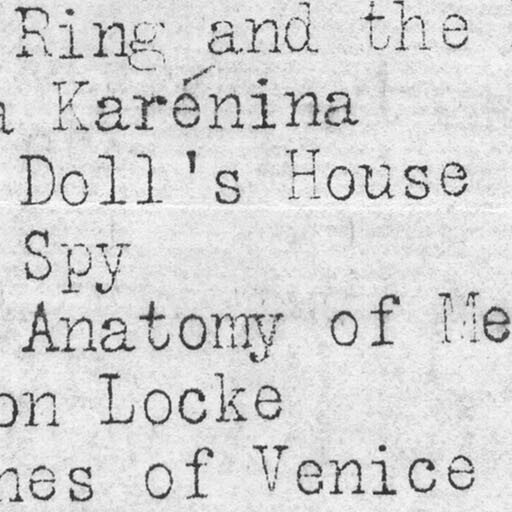 Ring and the
Karénina
Doll's House
Spy
Anatomy of Me
on Locke
nes of Venice